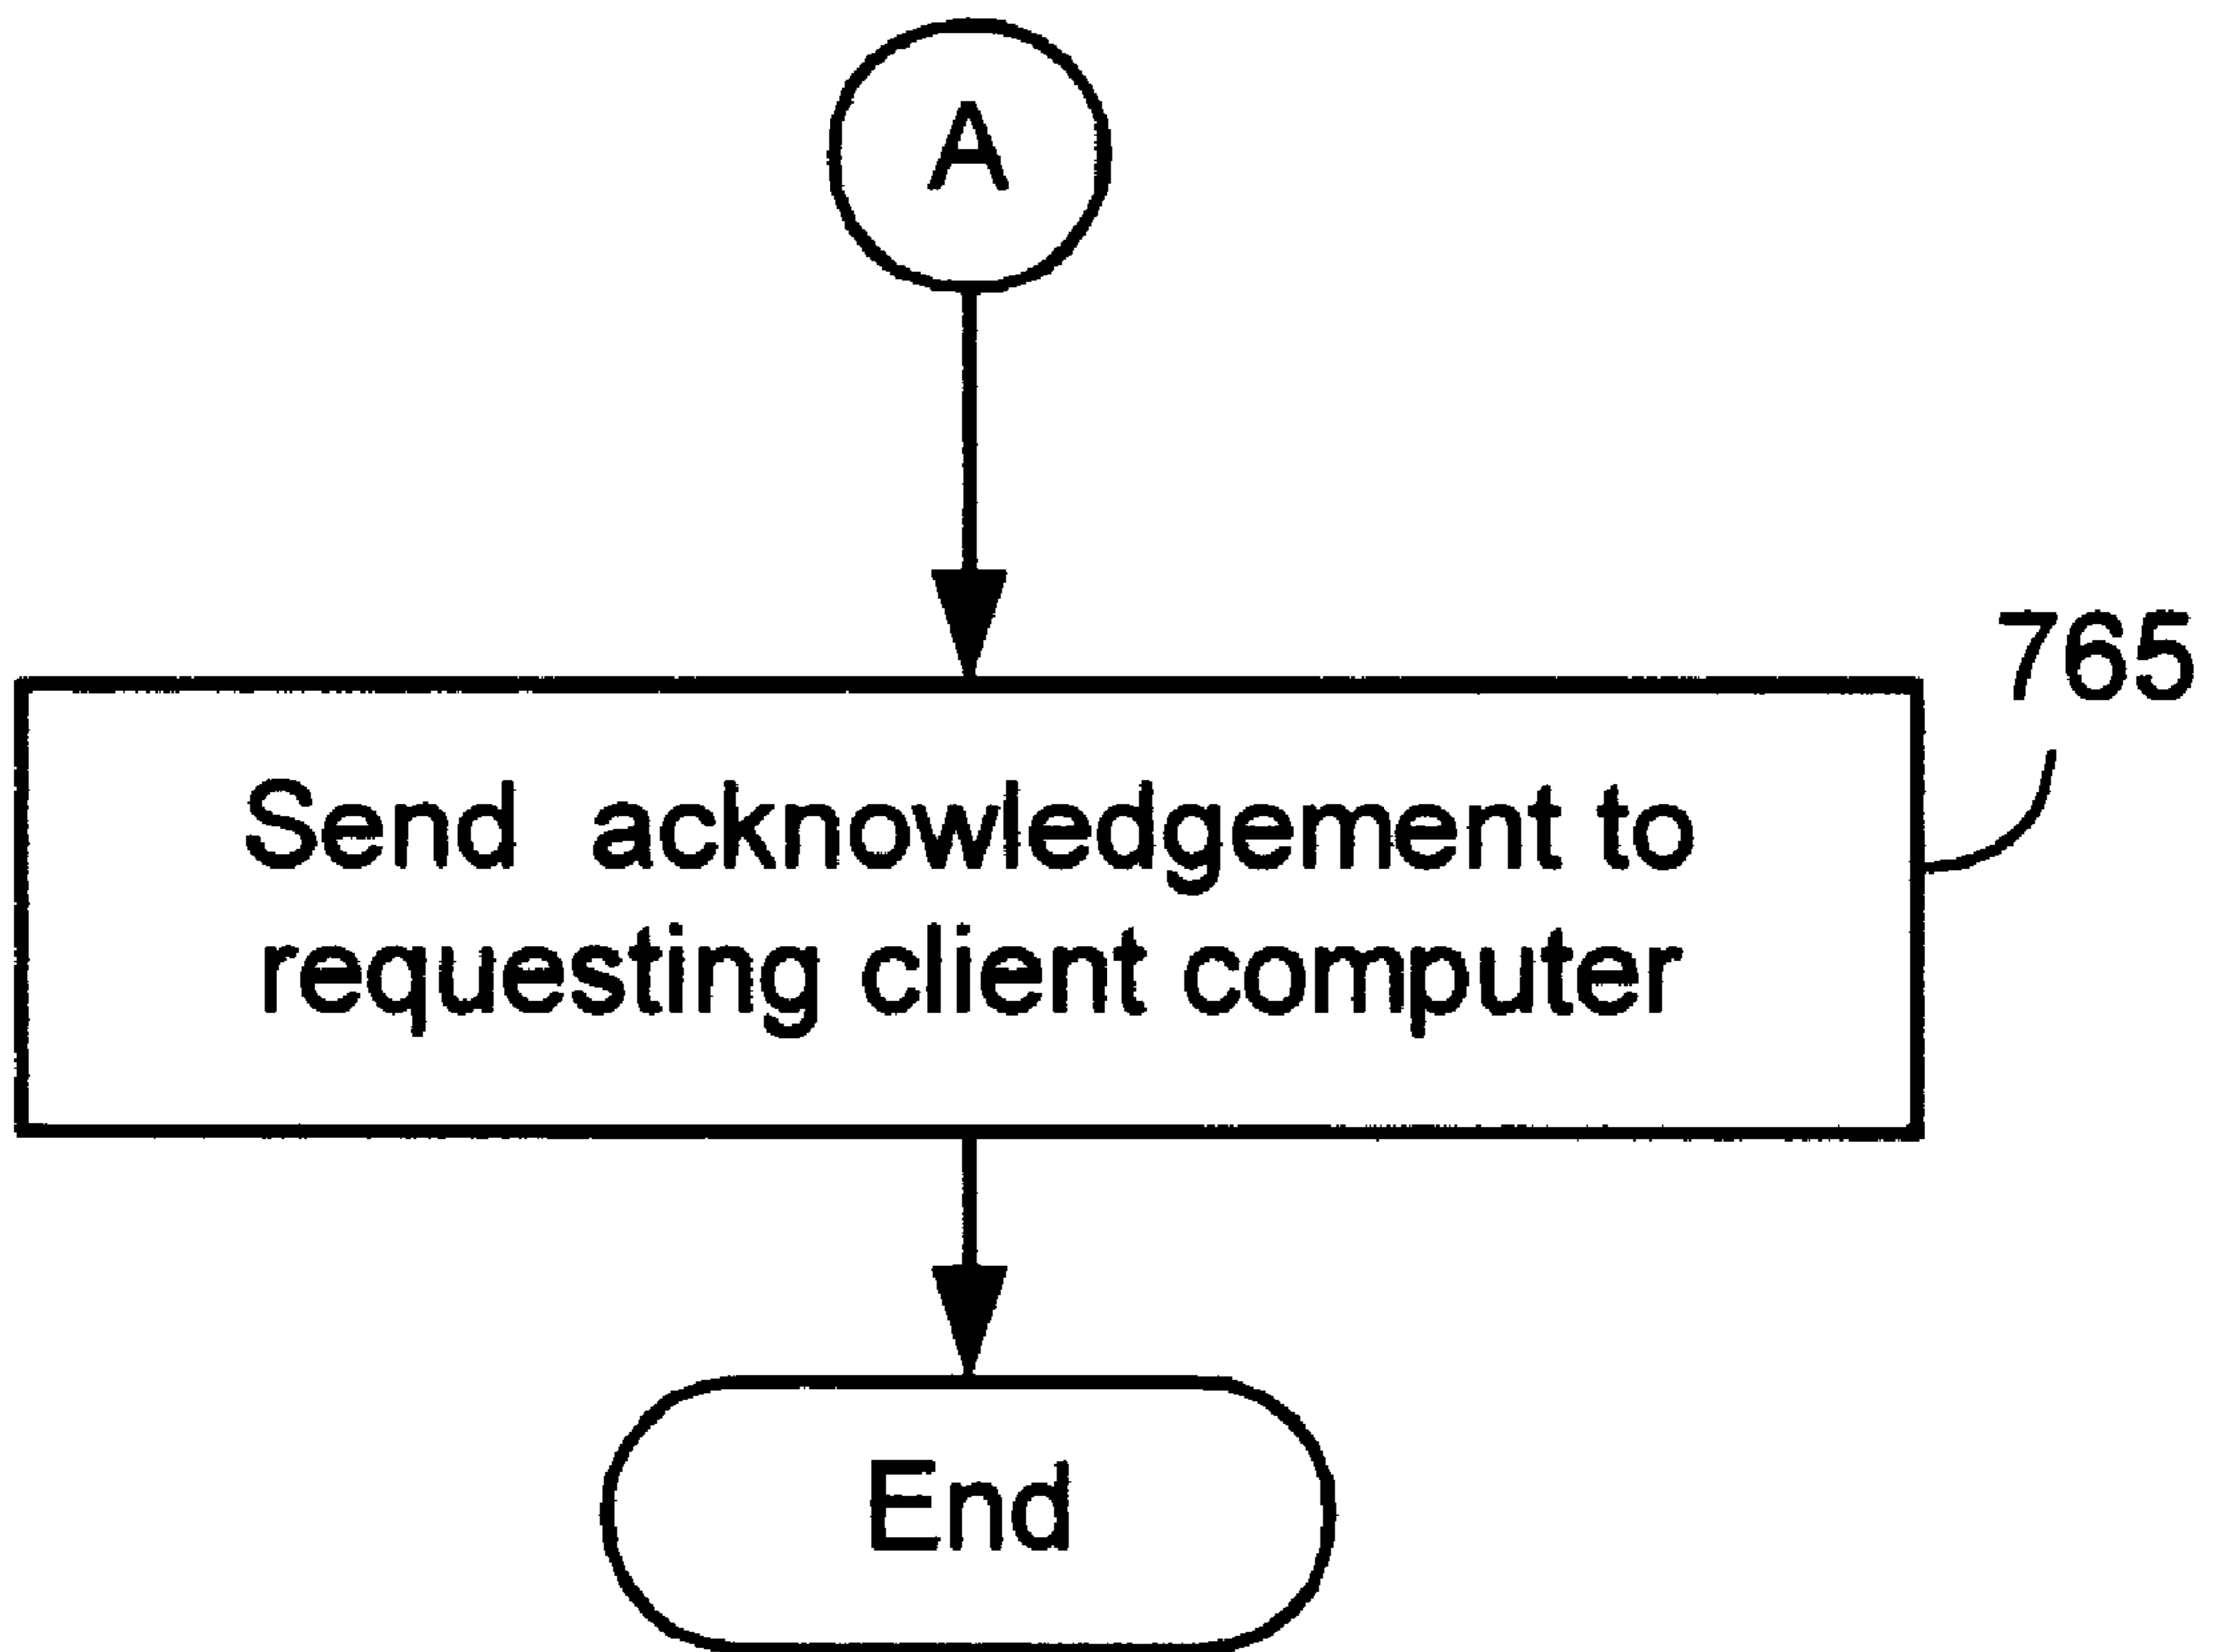 A
765
Send acknowledgement to
requesting client computer
End